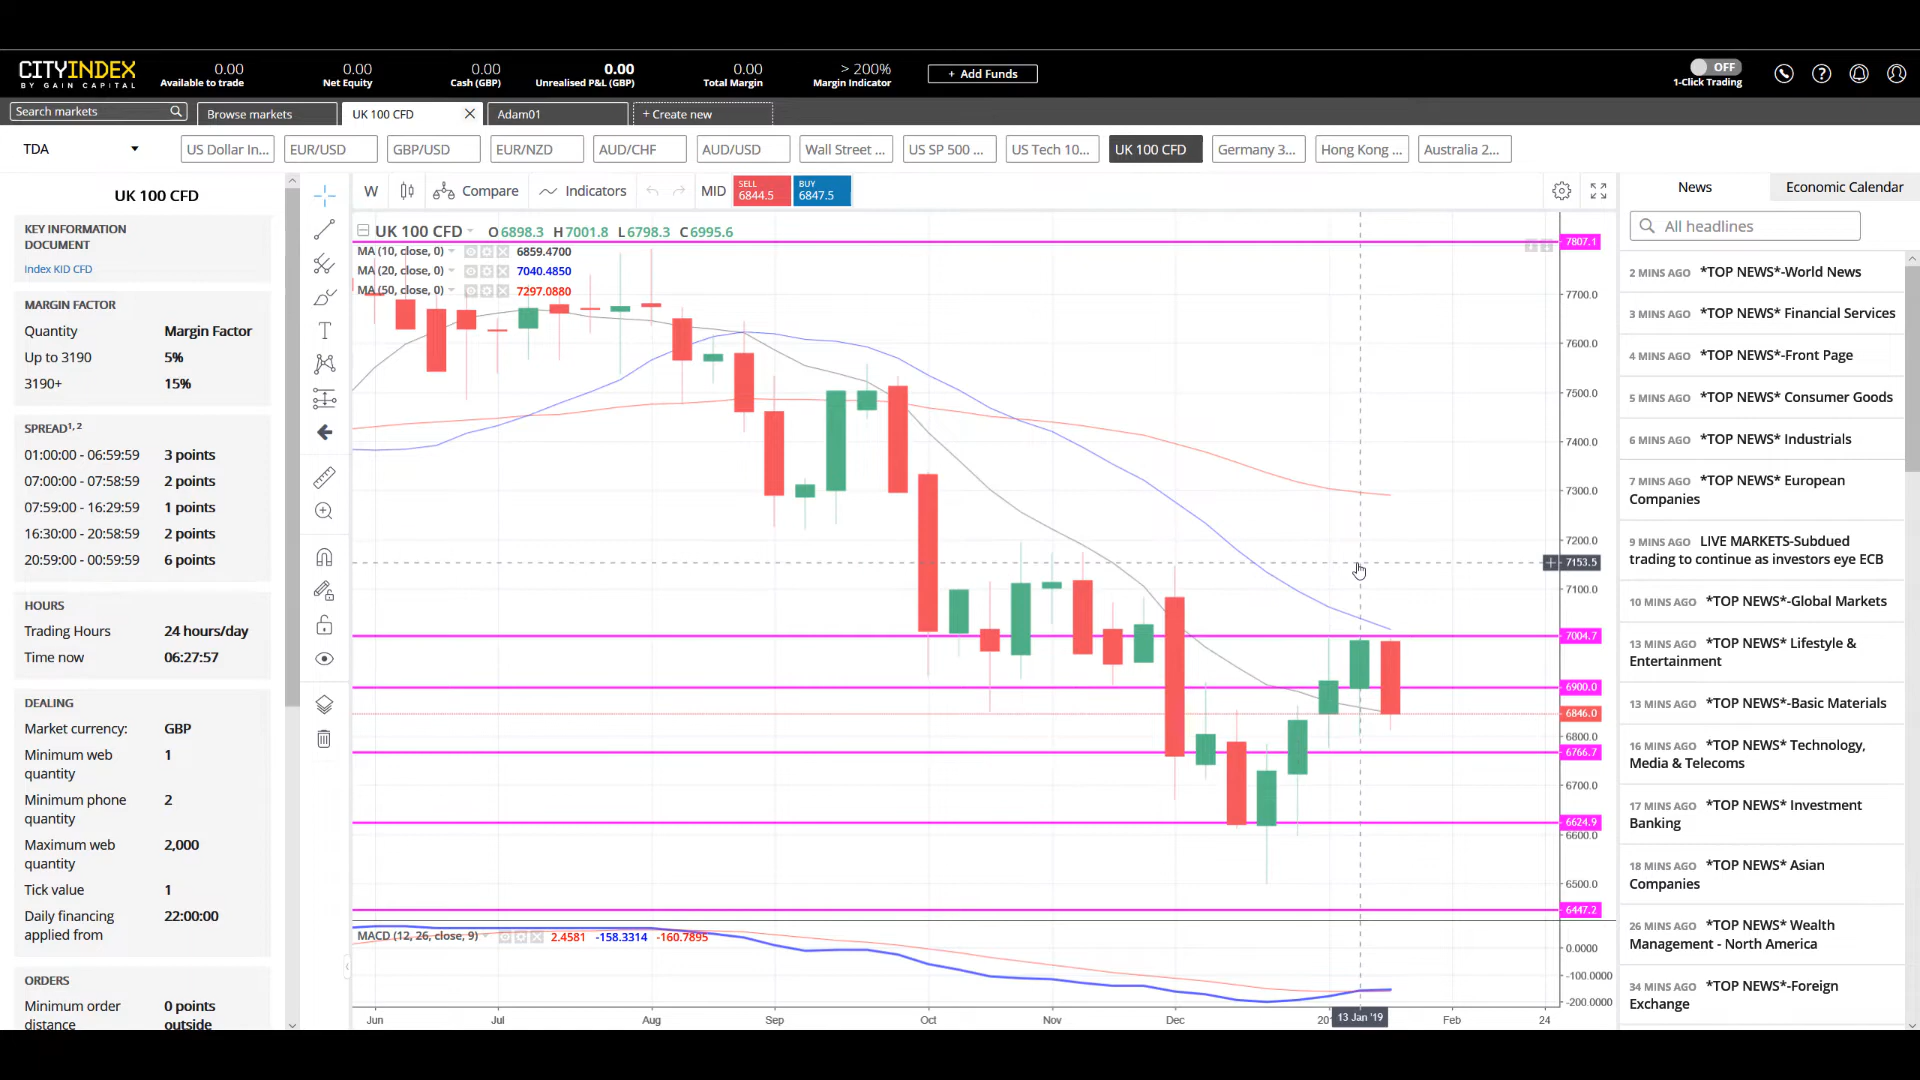 CITYINDEX
BY GAIN CAPITAL
0.00
Available to trade
0.00
Net Equity
0.00
Cash (GBP)
0.00
Unrealised P&L (GBP)
0.00
Total Margin
> 200%
Margin Indicator
+ Add Funds
OFF
1-Click Trading
Search markets
Browse markets
UK 100 CFD
Adam01
+ Create new
TDA
US Dollar In...
EUR/USD
GBP/USD
EUR/NZD
AUD/CHF
AUD/USD
Wall Street ...
US SP 500 ...
US Tech 10...
UK 100 CFD
Germany 3...
Hong Kong ...
Australia 2...
UK 100 CFD
KEY INFORMATION
DOCUMENT
Index KID CFD
MARGIN FACTOR
Quantity Margin Factor
Up to 3190 5%
3190+ 15%
SPREAD1, 2
01:00:00 - 06:59:59 3 points
07:00:00 - 07:58:59 2 points
07:59:00 - 16:29:59 1 points
16:30:00 - 20:58:59 2 points
20:59:00 - 00:59:59 6 points
HOURS
Trading Hours 24 hours/day
Time now 06:27:57
DEALING
Market currency: GBP
Minimum web 1
quantity
Minimum phone 2
quantity
Maximum web 2,000
quantity
Tick value 1
Daily financing 22:00:00
applied from
ORDERS
Minimum order 0 points
distance outside
W
Compare
Indicators
MID
SELL
6844.5
BUY
6847.5
UK 100 CFD O6898.3 H7001.8 L6798.3 C6995.6
MA (10, close, 0) 6859.4700
MA (20, close, 0) 7040.4850
MA (50, close, 0) 7297.0880
7807.1
7700.0
7600.0
7500.0
7400.0
7300.0
7200.0
7153.5
7100.0
7004.7
6900.0
6846.0
6800.0
6766.7
6700.0
6624.9
6600.0
6500.0
6447.2
MACD (12, 26, close, 9) 2.4581 -158.3314 -160.7895
0.0000
-100.0000
-200.0000
Jun
Jul
Aug
Sep
Oct
Nov
Dec
20
13 Jan '19
Feb
24
News
Economic Calendar
All headlines
2 MINS AGO *TOP NEWS*-World News
3 MINS AGO *TOP NEWS* Financial Services
4 MINS AGO *TOP NEWS*-Front Page
5 MINS AGO *TOP NEWS* Consumer Goods
6 MINS AGO *TOP NEWS* Industrials
7 MINS AGO *TOP NEWS* European
Companies
9 MINS AGO LIVE MARKETS-Subdued
trading to continue as investors eye ECB
10 MINS AGO *TOP NEWS*-Global Markets
13 MINS AGO *TOP NEWS* Lifestyle &
Entertainment
13 MINS AGO *TOP NEWS*-Basic Materials
16 MINS AGO *TOP NEWS* Technology,
Media & Telecoms
17 MINS AGO *TOP NEWS* Investment
Banking
18 MINS AGO *TOP NEWS* Asian
Companies
26 MINS AGO *TOP NEWS* Wealth
Management - North America
34 MINS AGO *TOP NEWS*-Foreign
Exchange